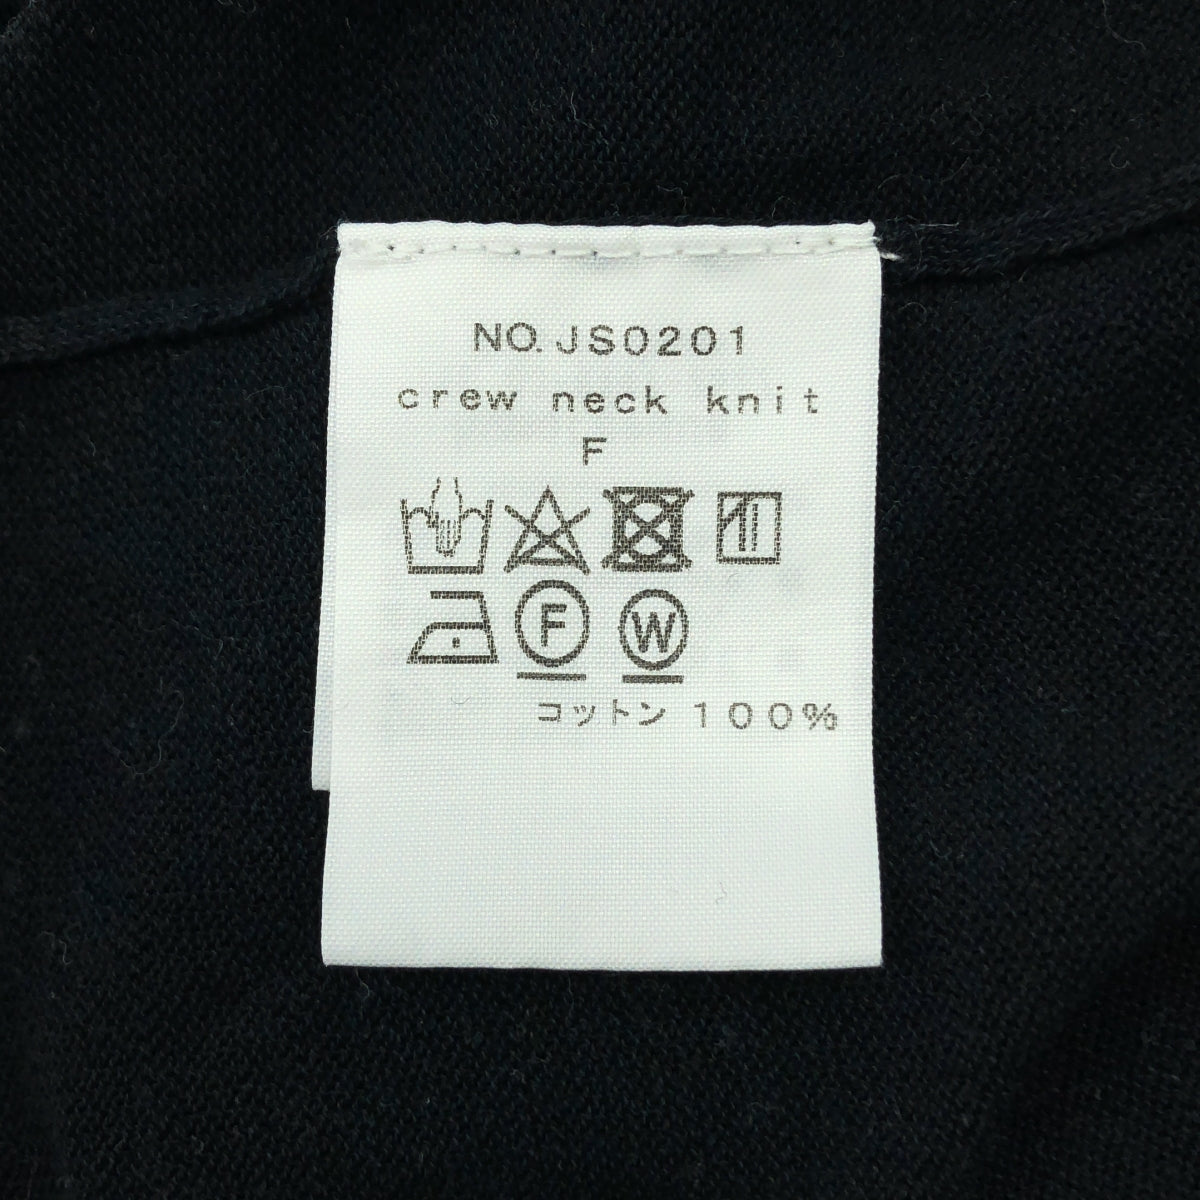 NO. JS0201
crew neck knit
F
F W
コットン 100%